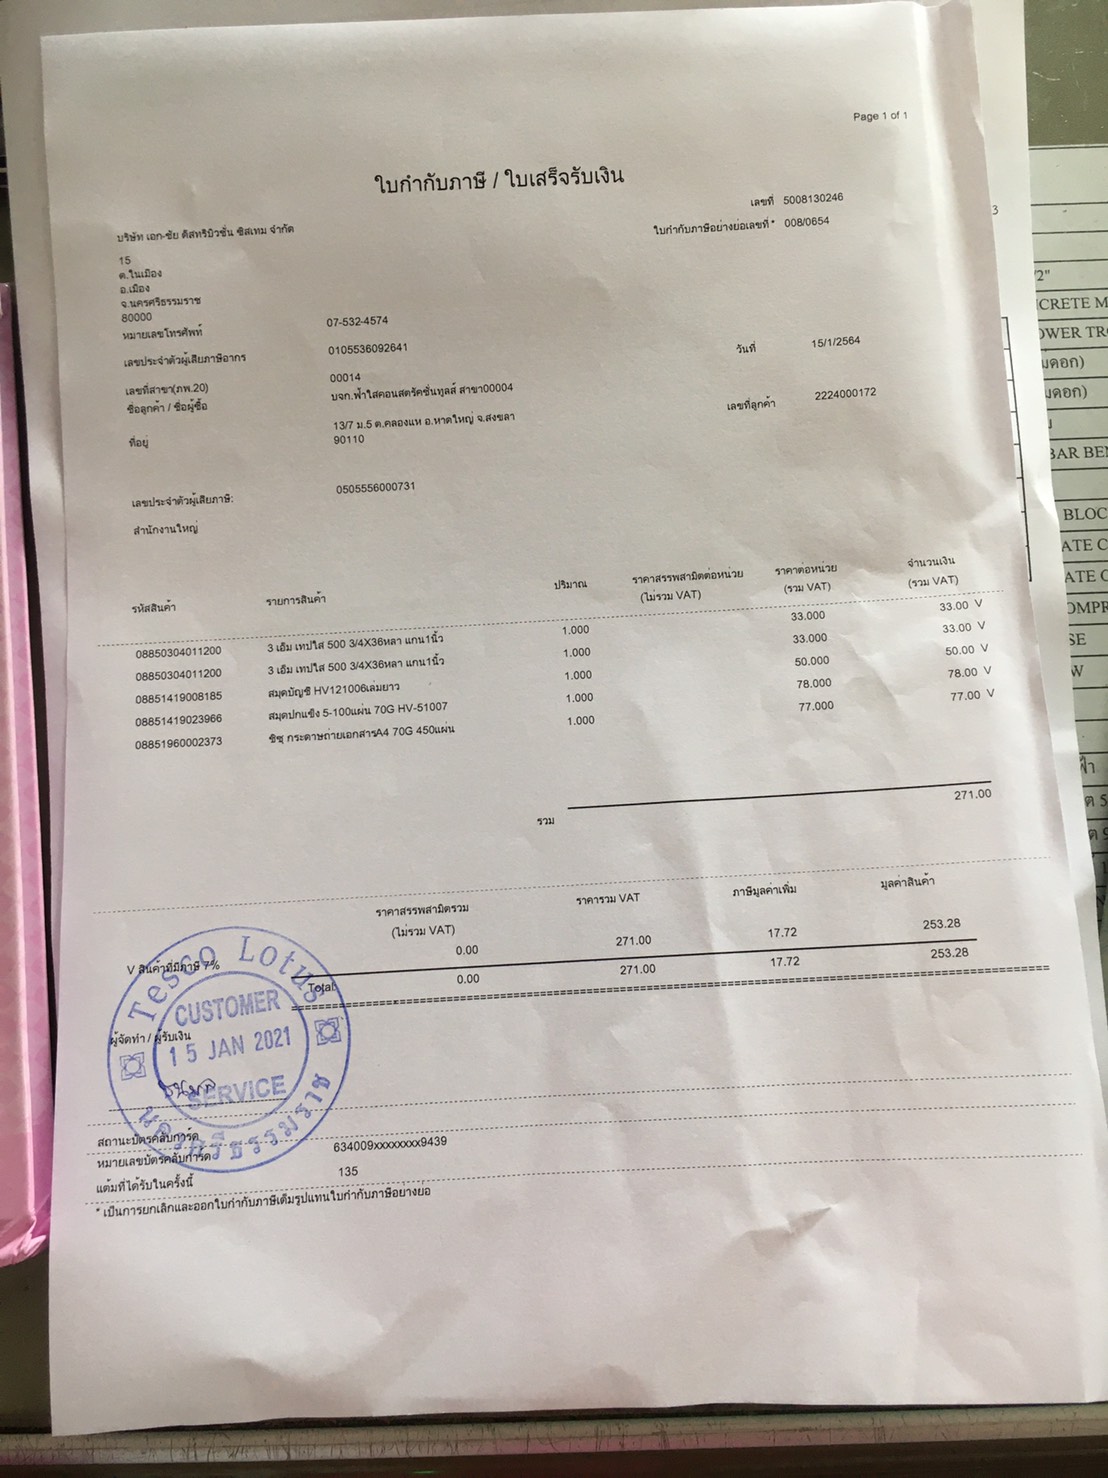 Page 1 of 1
ใบกำกับภาษี / ใบเสร็จรับเงิน
เลขที่ 5008130246
ใบกำกับภาษีอย่างย่อเลขที่ * 008/0654
บริษัท เอก-ชัย ดีสทริบิวชั่น ซิสเทม จำกัด
15
ต.ในเมือง
อ.เมือง
จ.นครศรีธรรมราช
80000
หมายเลขโทรศัพท์ 07-532-4574
เลขประจำตัวผู้เสียภาษีอากร 0105536092641
วันที่ 15/1/2564
เลขที่สาขา(ภพ.20) 00014
ชื่อลูกค้า / ชื่อผู้ซื้อ บจก.ฟ้าใสคอนสตรัคชั่นทูลส์ สาขา00004
เลขที่ลูกค้า 2224000172
ที่อยู่ 13/7 ม.5 ต.คลองแห อ.หาดใหญ่ จ.สงขลา
90110
เลขประจำตัวผู้เสียภาษี: 0505556000731
สำนักงานใหญ่
รหัสสินค้า รายการสินค้า ปริมาณ ราคาสรรพสามิตต่อหน่วย ราคาต่อหน่วย จำนวนเงิน
(ไม่รวม VAT) (รวม VAT) (รวม VAT)
08850304011200 3 เอ็ม เทปใส 500 3/4X36หลา แกน1นิ้ว 1.000 33.000 33.00 V
08850304011200 3 เอ็ม เทปใส 500 3/4X36หลา แกน1นิ้ว 1.000 33.000 33.00 V
08851419008185 สมุดบัญชี HV121006เล่มยาว 1.000 50.000 50.00 V
08851419023966 สมุดปกแข็ง 5-100แผ่น 70G HV-51007 1.000 78.000 78.00 V
08851960002373 ชิซุ กระดาษถ่ายเอกสารA4 70G 450แผ่น 1.000 77.000 77.00 V
รวม 271.00
ราคาสรรพสามิตรวม ราคารวม VAT ภาษีมูลค่าเพิ่ม มูลค่าสินค้า
(ไม่รวม VAT)
V สินค้าที่มีภาษี 7% 0.00 271.00 17.72 253.28
Total: 0.00 271.00 17.72 253.28
ผู้จัดทำ / ผู้รับเงิน
Tesco Lotus
CUSTOMER
15 JAN 2021
SERVICE
นครศรีธรรมราช
สถานะบัตรคลับการ์ด
หมายเลขบัตรคลับการ์ด 634009xxxxxxxx9439
แต้มที่ได้รับในครั้งนี้ 135
* เป็นการยกเลิกและออกใบกำกับภาษีเต็มรูปแทนใบกำกับภาษีอย่างย่อ